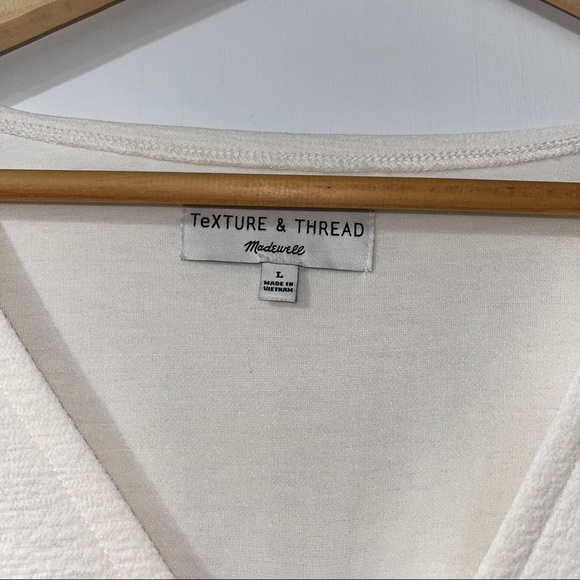 TeXTURE & THREAD
Madewell
L
MADE IN
VIETNAM